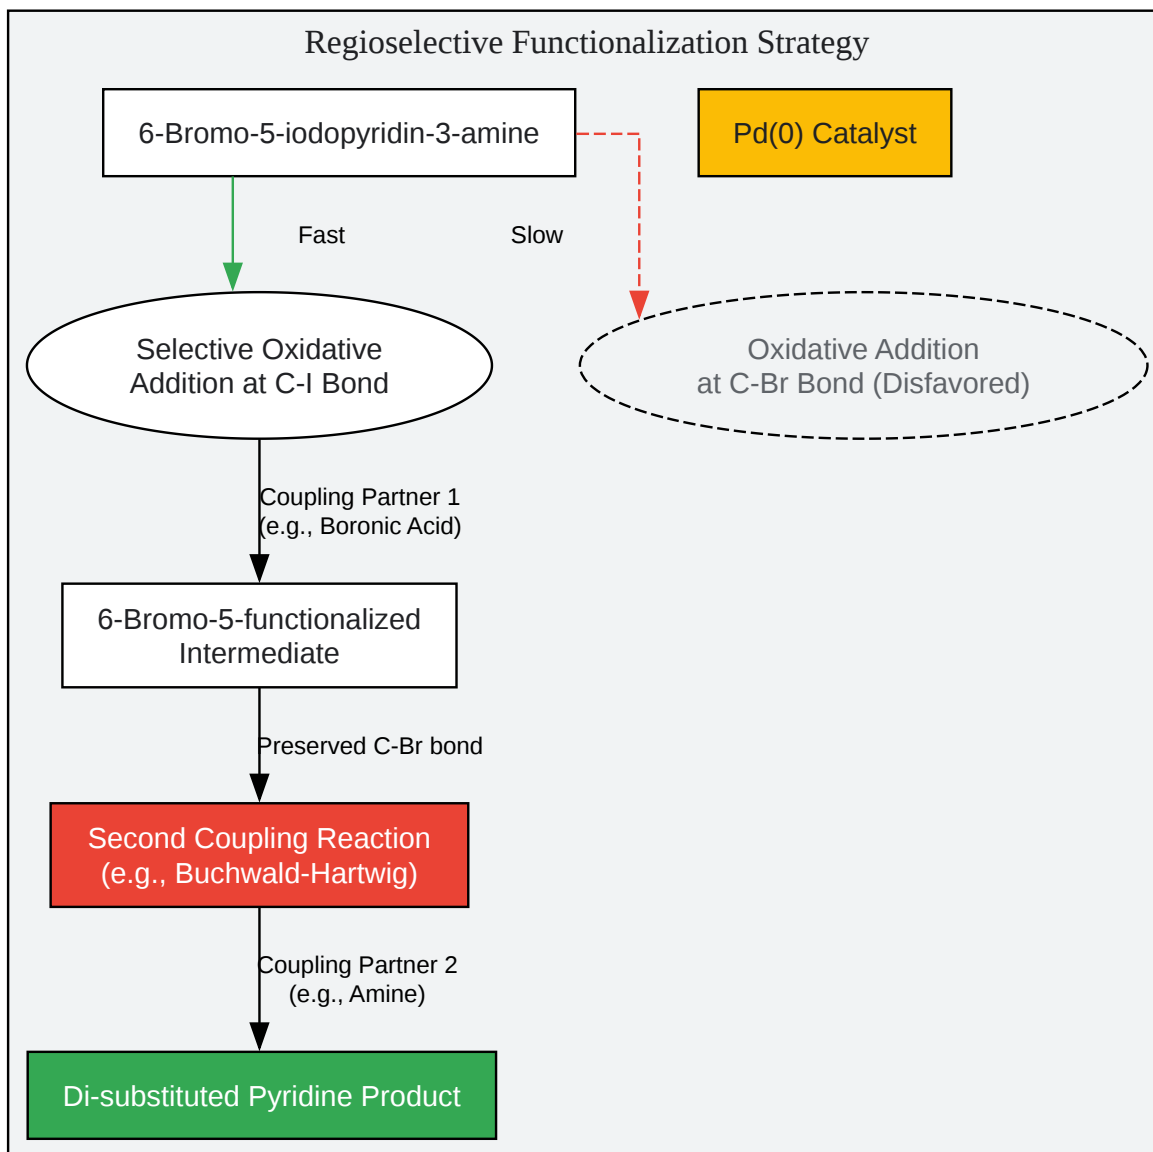 Regioselective Functionalization Strategy
6-Bromo-5-iodopyridin-3-amine
Pd(0) Catalyst
Fast
Slow
Selective Oxidative
Addition at C-I Bond
Oxidative Addition
at C-Br Bond (Disfavored)
Coupling Partner 1
(e.g., Boronic Acid)
6-Bromo-5-functionalized
Intermediate
Preserved C-Br bond
Second Coupling Reaction
(e.g., Buchwald-Hartwig)
Coupling Partner 2
(e.g., Amine)
Di-substituted Pyridine Product